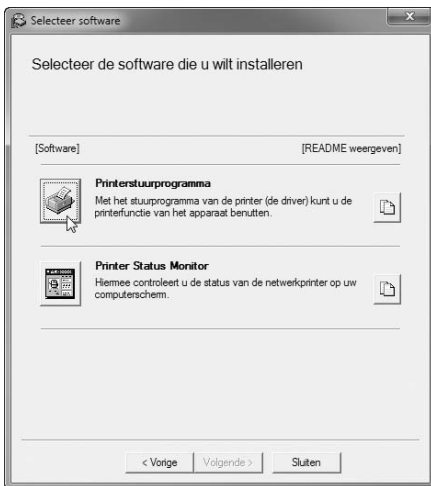 Selecteer software
Selecteer de software die u wilt installeren
[Software] [README weergeven]
Printerstuurprogramma
Met het stuurprogramma van de printer (de driver) kunt u de
printerfunctie van het apparaat benutten.
Printer Status Monitor
Hiermee controleert u de status van de netwerkprinter op uw
computerscherm.
< Vorige Volgende > Sluiten